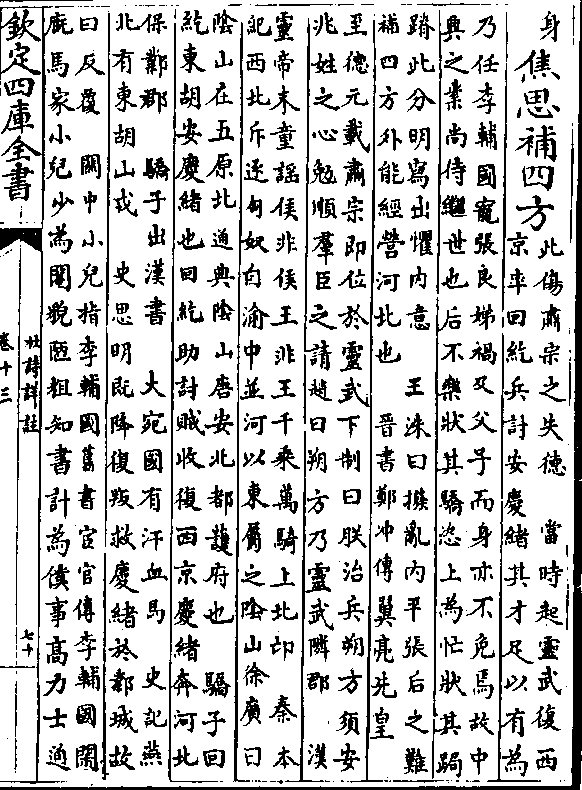 身焦思補四方此傷肅宗之失德 當時起靈武復西
京率回紇兵討安慶緒其才足以有為
乃任李輔國寵張良娣禍及父子而身亦不免焉故中
興之業尚待繼世也后不樂狀其驕恣上為忙狀其跼
蹐此分明寫出懼内意 王洙曰撥亂内平張后之難
補四方外能經營河北也 晉書鄭冲傳翼亮先皇
至德元載肅宗即位於靈武下制曰朕治兵朔方須安
兆姓之心勉順羣臣之請趙曰朔方乃靈武隣郡 漢
靈帝末童謡侯非侯王非王千乘萬騎上北邙 秦本
紀西北斥逐匈奴自渝中並河以東屬之陰山徐廣曰
陰山在五原北通典陰山唐安北都護府也 驕子回
紇東胡安慶緒也回紇助討賊收復西京慶緒奔河北
保鄴郡 驕子出漢書 大宛國有汗血馬 史記燕
北有東胡山戎 史思明既降復叛救慶緒於鄴城故
曰反覆 關中小兒指李輔國舊書宦官傳李輔國閑
廐馬家小兒少為閹貌陋粗知書計為僕事高力士通
欽定四庫全書
杜詩詳註
卷十三
七十